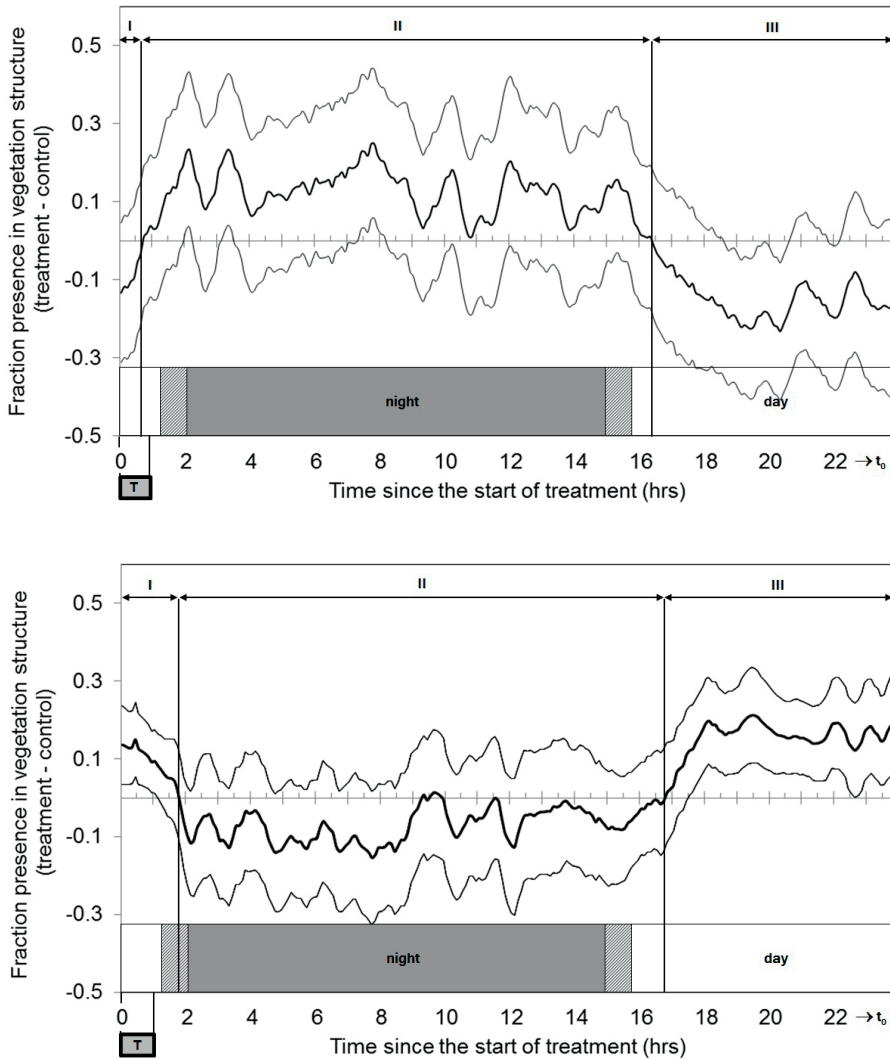 I II III
0.5
0.3
0.1
-0.1
-0.3
-0.5
Fraction presence in vegetation structure
(treatment - control)
night day
0 2 4 6 8 10 12 14 16 18 20 22 → t₀
T
Time since the start of treatment (hrs)
I II III
0.5
0.3
0.1
-0.1
-0.3
-0.5
Fraction presence in vegetation structure
(treatment - control)
night day
0 2 4 6 8 10 12 14 16 18 20 22 → t₀
T
Time since the start of treatment (hrs)